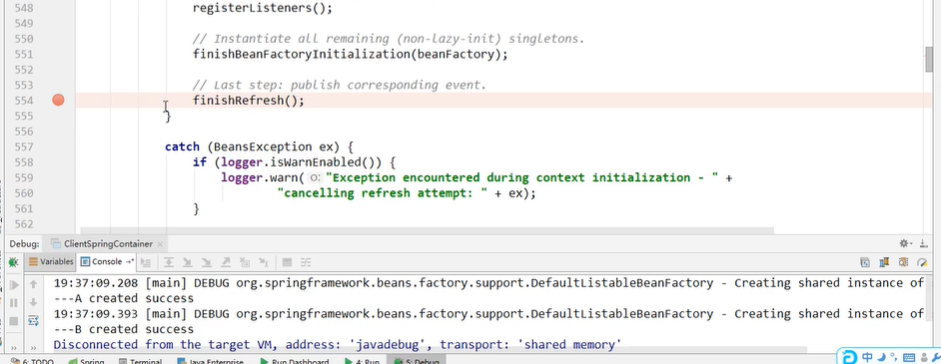 548 registerListeners();
549
550 // Instantiate all remaining (non-lazy-init) singletons.
551 finishBeanFactoryInitialization(beanFactory);
552
553 // Last step: publish corresponding event.
554 finishRefresh();
555 }
556
557 catch (BeansException ex) {
558 if (logger.isWarnEnabled()) {
559 logger.warn( o: "Exception encountered during context initialization - " +
560 "cancelling refresh attempt: " + ex);
561 }
562
Debug: ClientSpringContainer
Variables Console
19:37:09.208 [main] DEBUG org.springframework.beans.factory.support.DefaultListableBeanFactory - Creating shared instance of
---A created success
19:37:09.393 [main] DEBUG org.springframework.beans.factory.support.DefaultListableBeanFactory - Creating shared instance of
---B created success
Disconnected from the target VM, address: 'javadebug', transport: 'shared memory'
6: TODO Spring Terminal Java Enterprise Run Dashboard 4: Run 5: Debug 中